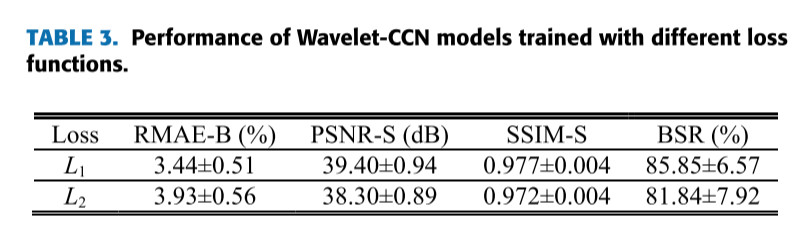 TABLE 3. Performance of Wavelet-CCN models trained with different loss
functions.
Loss RMAE-B (%) PSNR-S (dB) SSIM-S BSR (%)
L1 3.44±0.51 39.40±0.94 0.977±0.004 85.85±6.57
L2 3.93±0.56 38.30±0.89 0.972±0.004 81.84±7.92